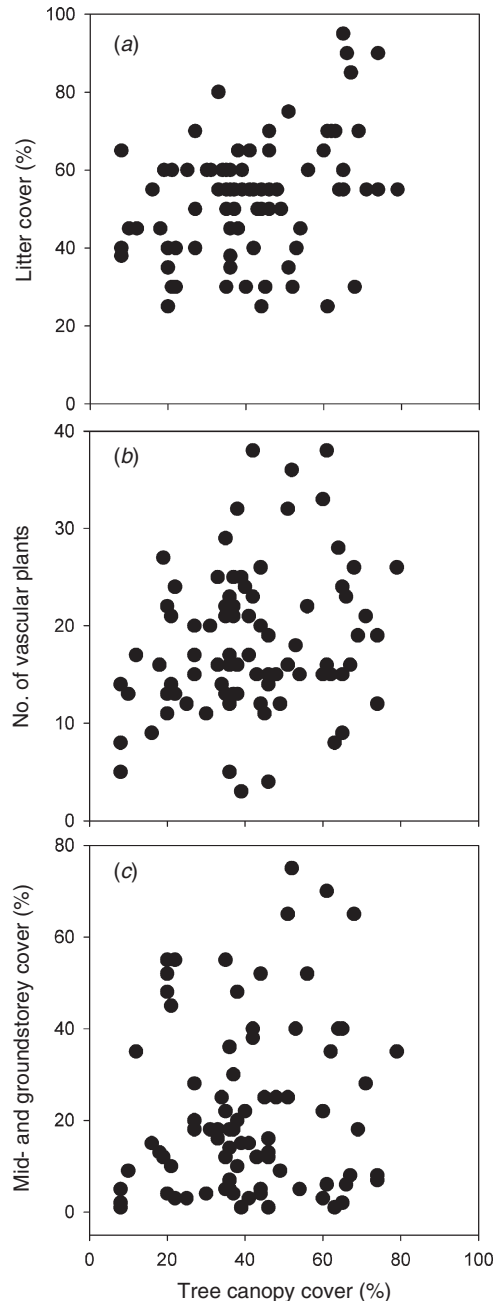 100
(a)
80
60
40
20
0
Litter cover (%)
40
(b)
30
20
10
0
No. of vascular plants
80
(c)
60
40
20
0
Mid- and groundstorey cover (%)
0 20 40 60 80 100
Tree canopy cover (%)